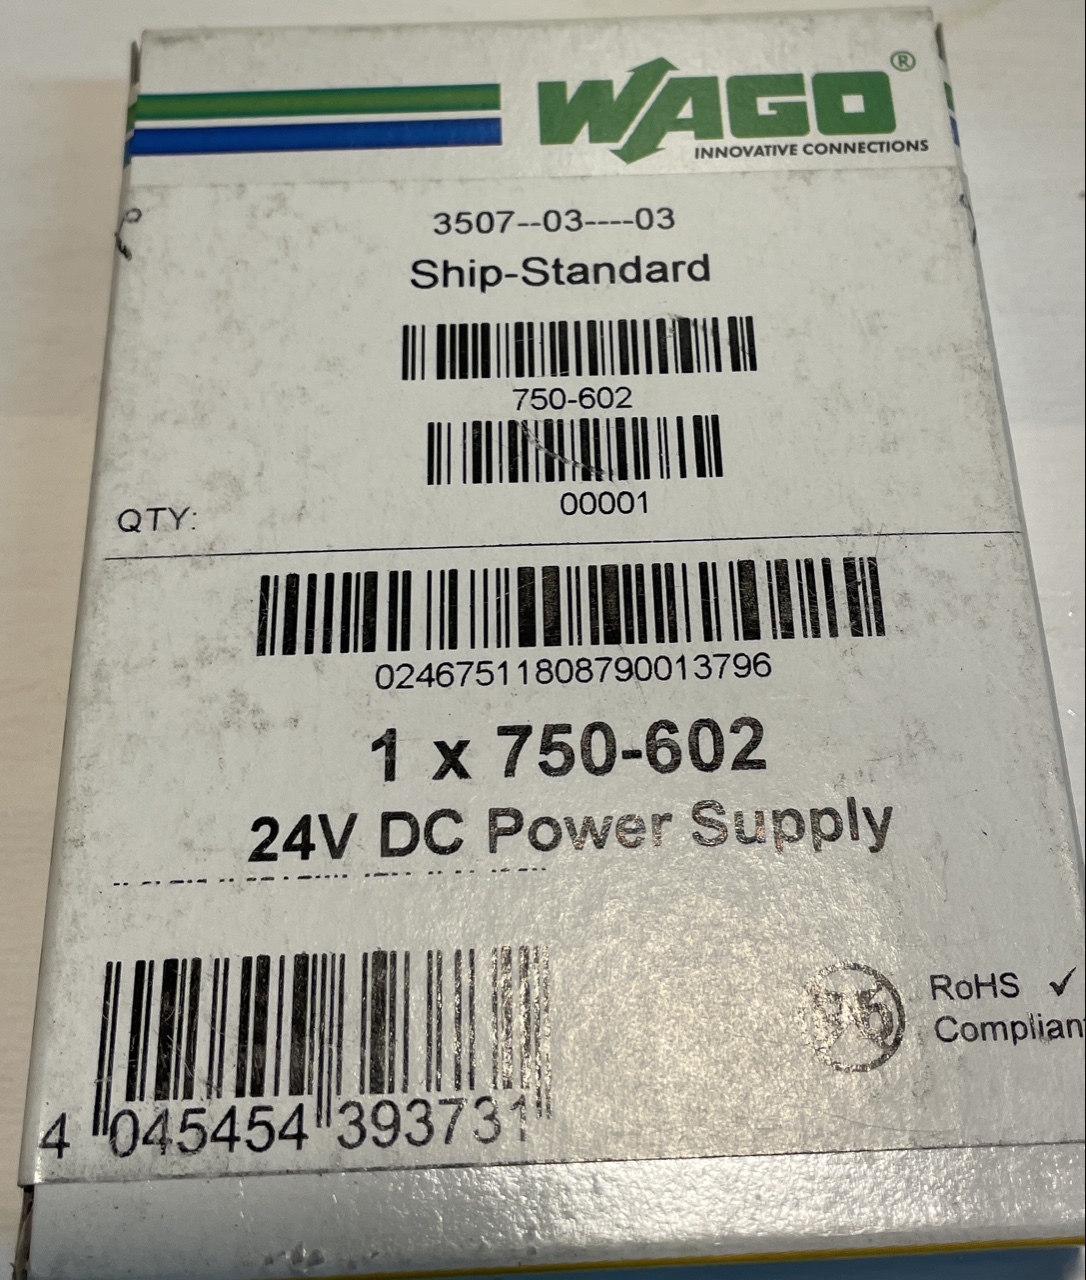 WAGO®
INNOVATIVE CONNECTIONS
3507--03----03
Ship-Standard
750-602
00001
QTY:
02467511808790013796
1 x 750-602
24V DC Power Supply
RoHS ✓
Complian
4 045454 393731